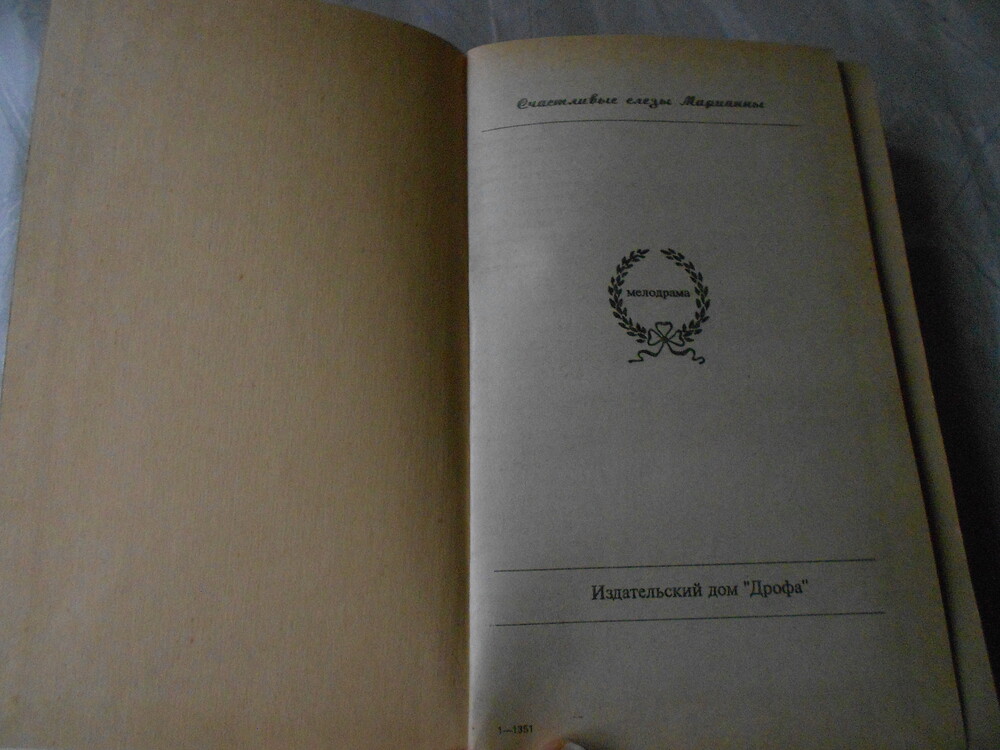 Счастливые слезы Марианны
мелодрама
Издательский дом "Дрофа"
1—1351